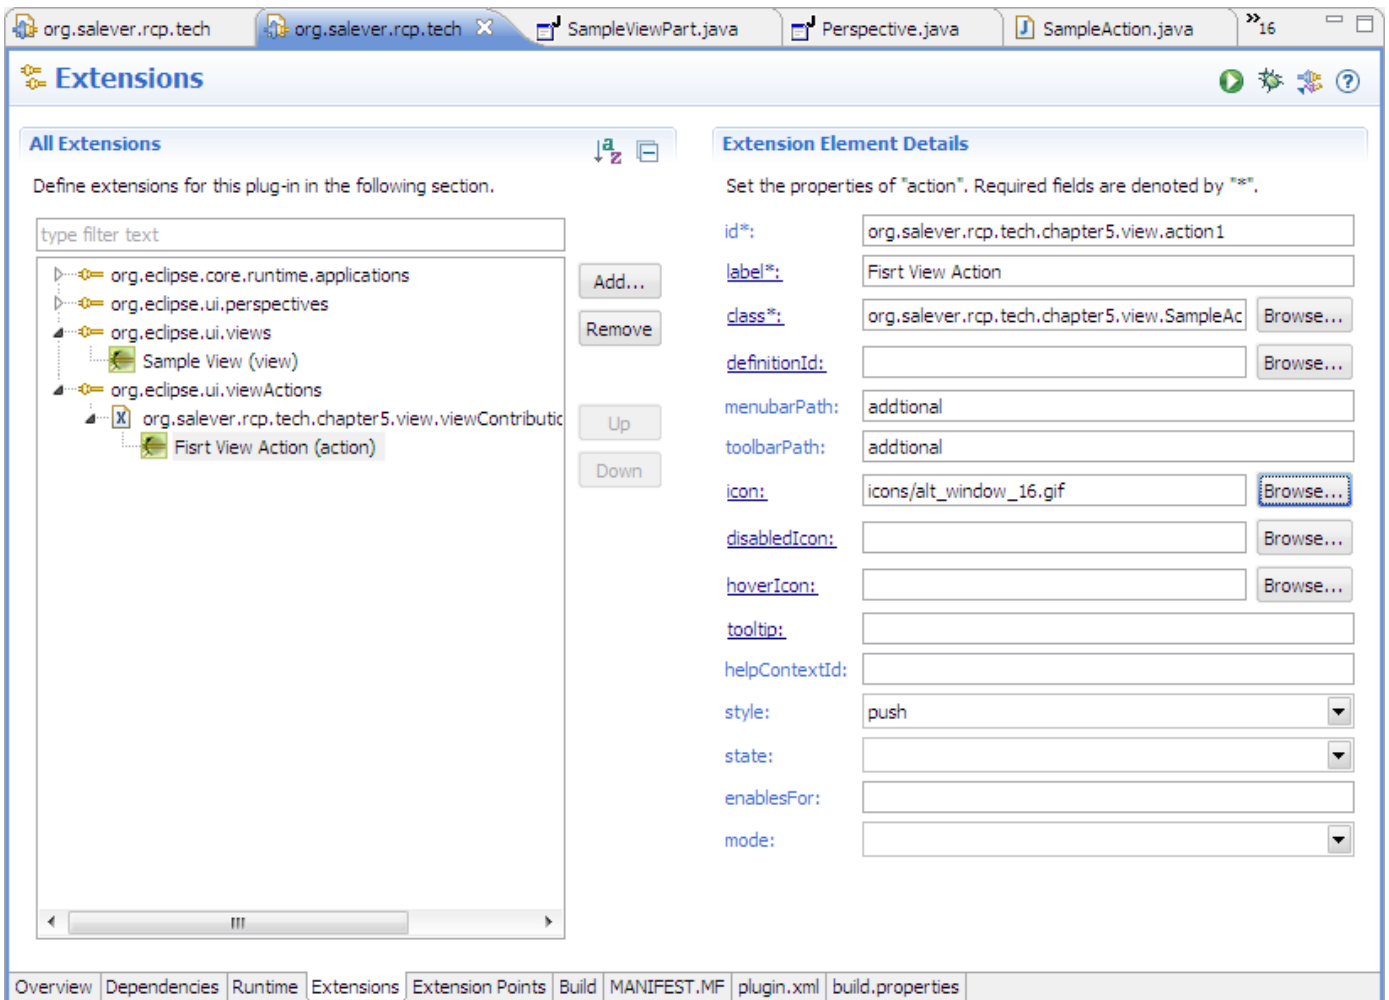 org.salever.rcp.tech
org.salever.rcp.tech
SampleViewPart.java
Perspective.java
SampleAction.java
16
Extensions
All Extensions
Define extensions for this plug-in in the following section.
type filter text
org.eclipse.core.runtime.applications
org.eclipse.ui.perspectives
org.eclipse.ui.views
Sample View (view)
org.eclipse.ui.viewActions
org.salever.rcp.tech.chapter5.view.viewContributic
Fisrt View Action (action)
Add...
Remove
Up
Down
Extension Element Details
Set the properties of "action". Required fields are denoted by "*".
id*: org.salever.rcp.tech.chapter5.view.action1
label*: Fisrt View Action
class*: org.salever.rcp.tech.chapter5.view.SampleAc Browse...
definitionId: Browse...
menubarPath: addtional
toolbarPath: addtional
icon: icons/alt_window_16.gif Browse...
disabledIcon: Browse...
hoverIcon: Browse...
tooltip:
helpContextId:
style: push
state:
enablesFor:
mode:
Overview Dependencies Runtime Extensions Extension Points Build MANIFEST.MF plugin.xml build.properties